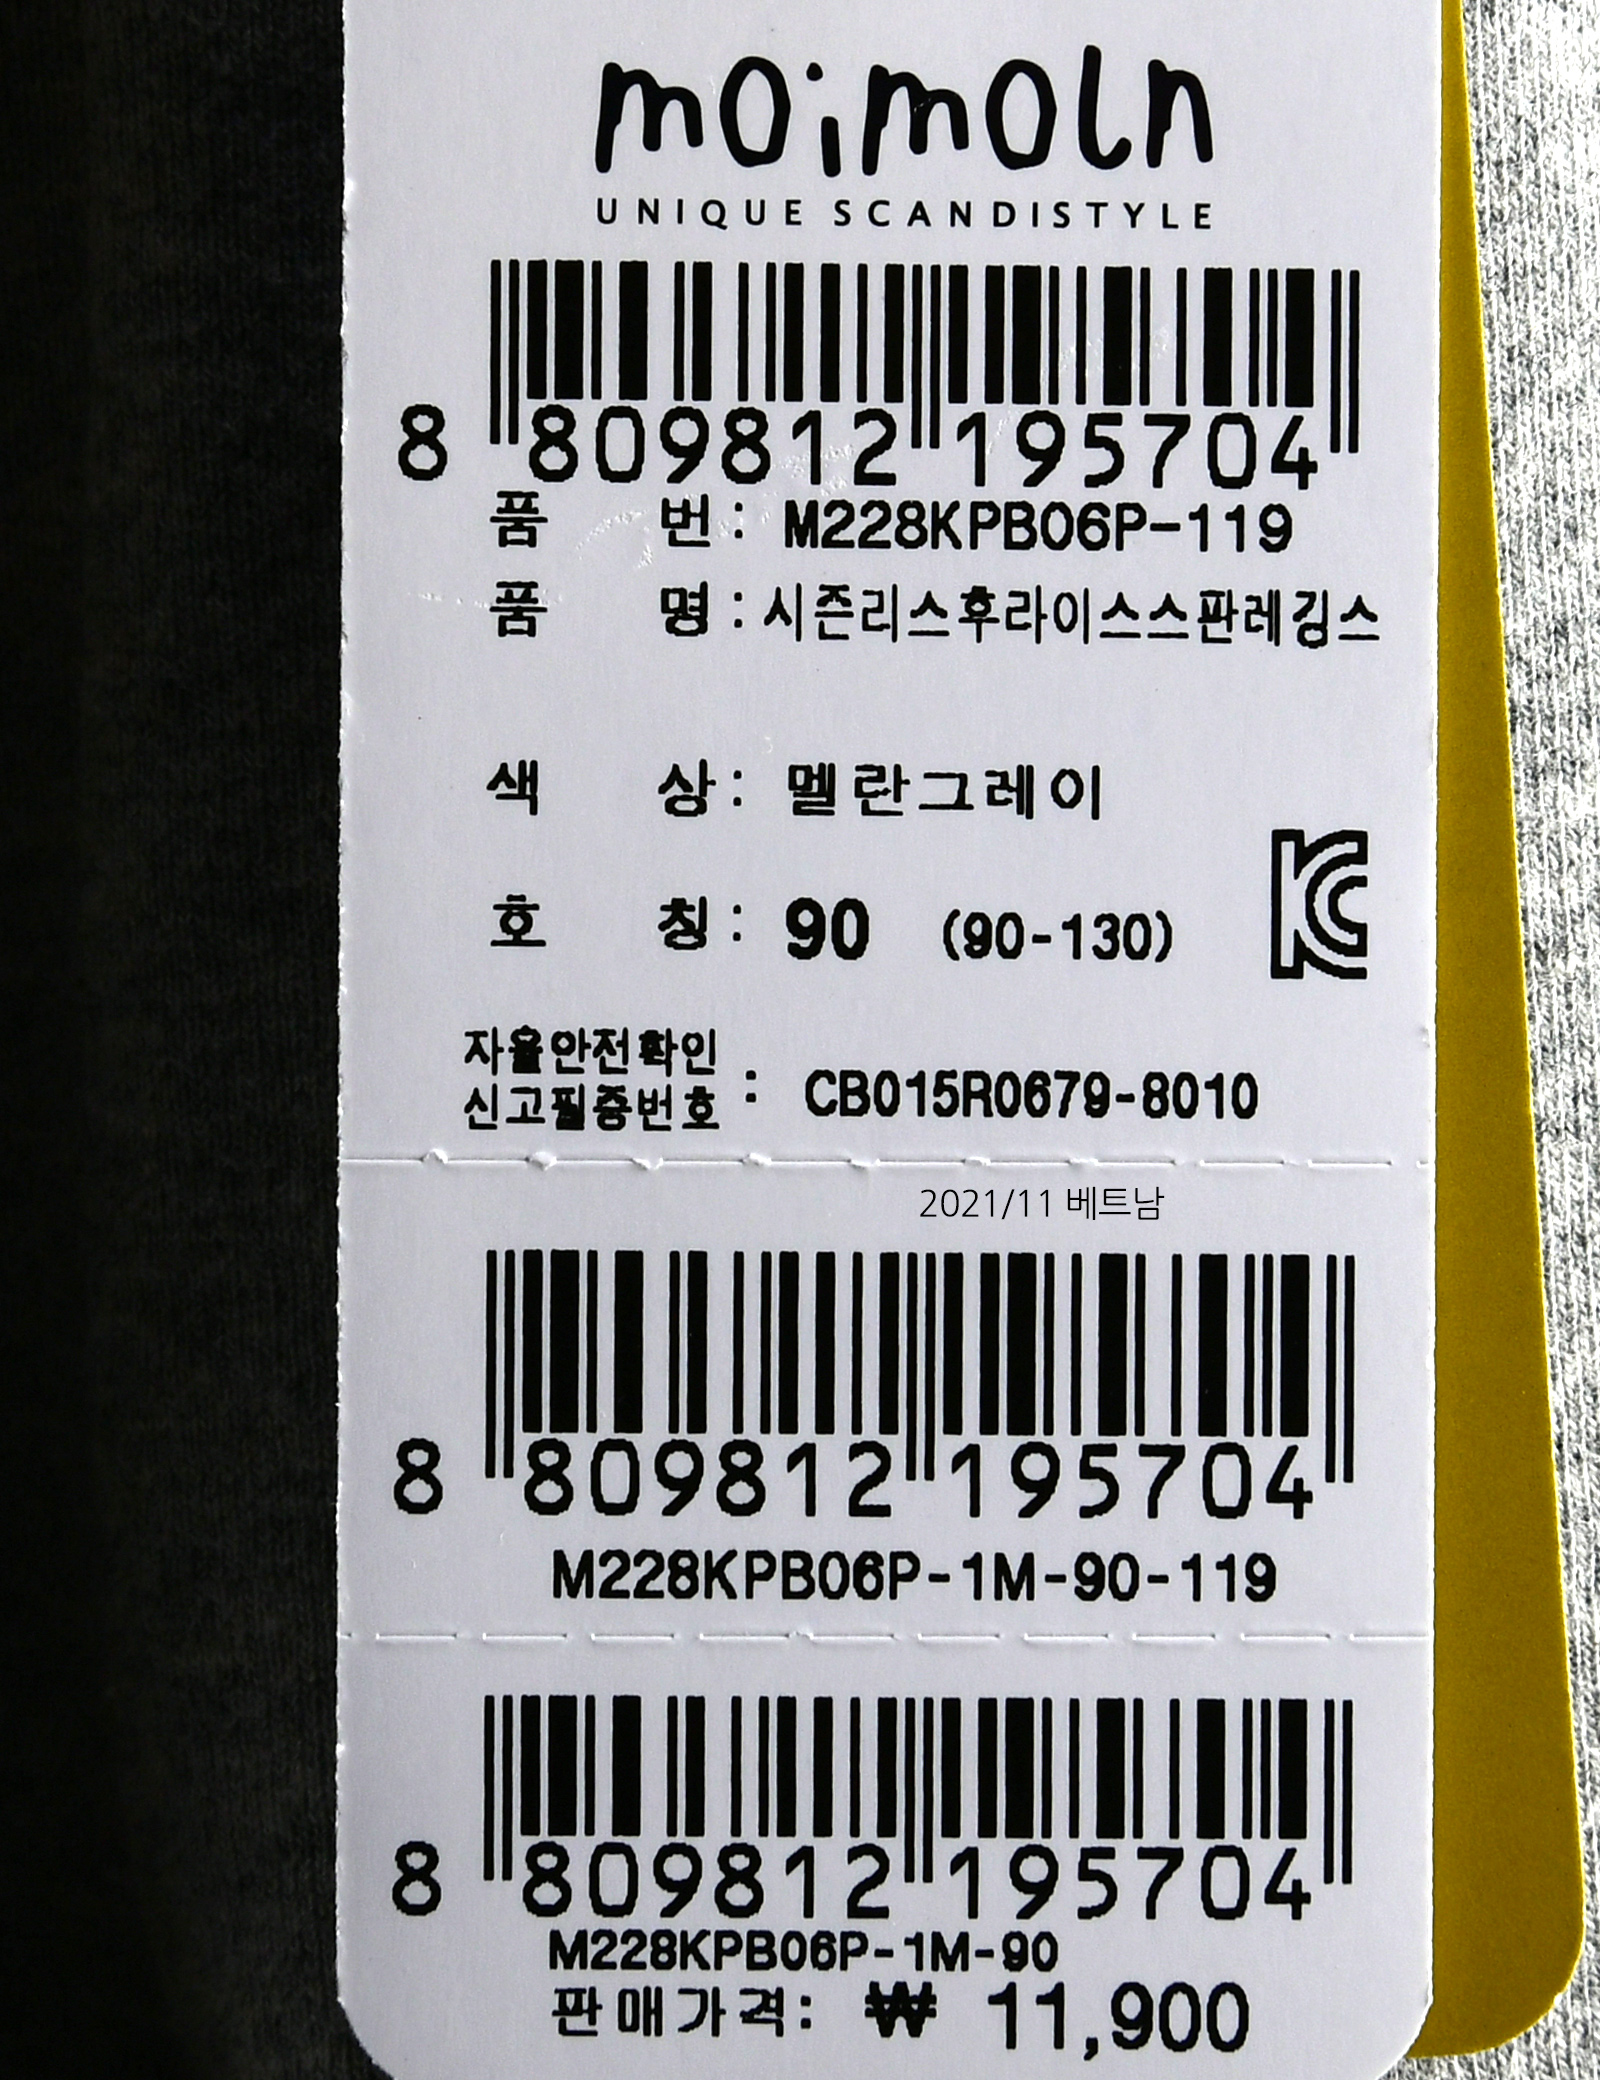 moimoln
UNIQUE SCANDISTYLE
8 809812 195704
품 번: M228KPB06P-119
품 명: 시즌리스후라이스스판레깅스
색 상: 멜란그레이
호 칭: 90 (90-130)
자율안전확인
신고필증번호 : CB015R0679-8010
2021/11 베트남
8 809812 195704
M228KPB06P-1M-90-119
8 809812 195704
M228KPB06P-1M-90
판매가격: ₩ 11,900